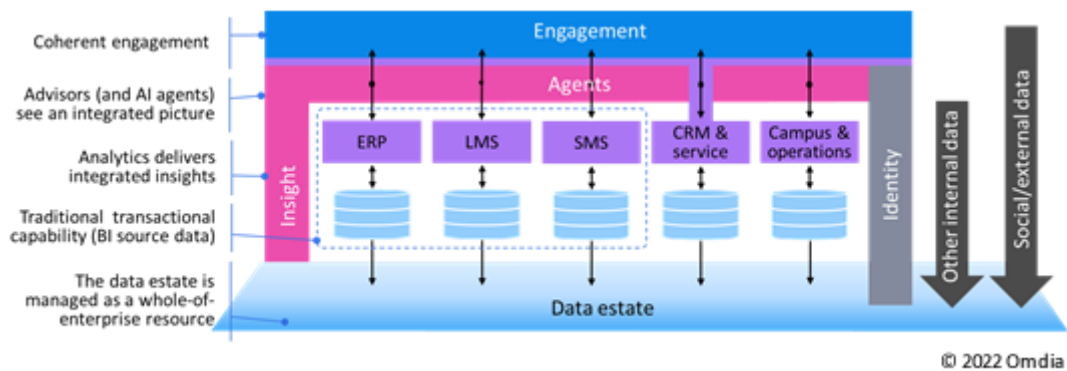 Coherent engagement
Advisors (and AI agents)
see an integrated picture
Analytics delivers
integrated insights
Traditional transactional
capability (BI source data)
The data estate is
managed as a whole-of-
enterprise resource
Engagement
Agents
ERP
LMS
SMS
CRM &
service
Campus &
operations
Insight
Identity
Data estate
Other internal data
Social/external data
© 2022 Omdia